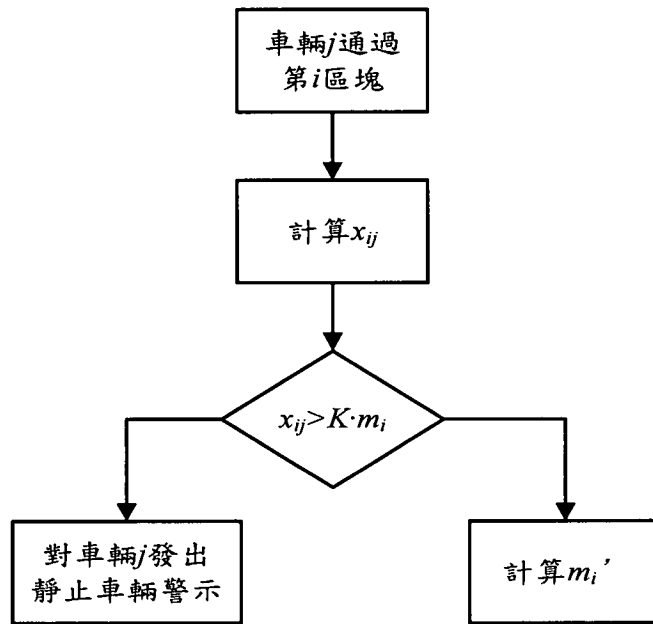 車輛j通過
第i區塊
計算xij
xij>K·mi
對車輛j發出
靜止車輛警示
計算mi’